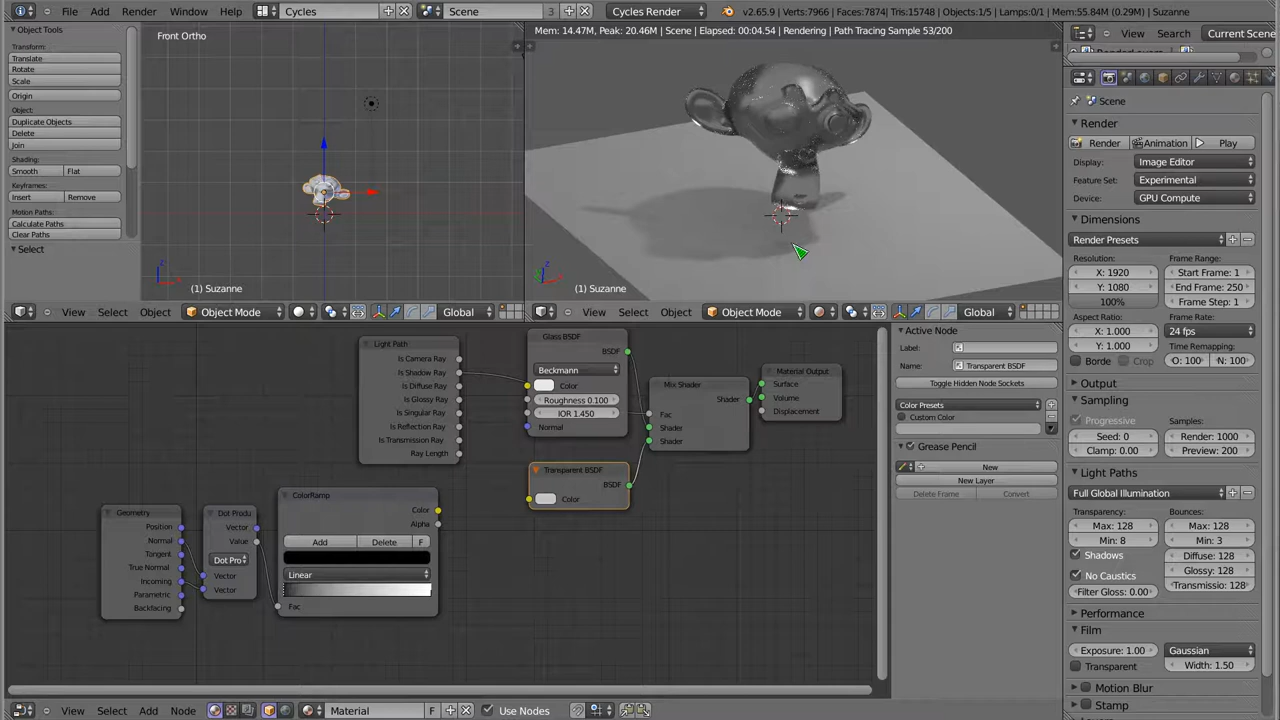 File Add Render Window Help Cycles Scene 3 Cycles Render v2.65.9 | Verts:7966 | Faces:7874 | Tris:15748 | Objects:1/5 | Lamps:0/1 | Mem:55.84M (0.29M) | Suzanne
Object Tools
Transform:
Translate
Rotate
Scale
Origin
Object:
Duplicate Objects
Delete
Join
Shading:
Smooth Flat
Keyframes:
Insert Remove
Motion Paths:
Calculate Paths
Clear Paths
Select
Front Ortho
(1) Suzanne
View Select Object Object Mode Global
Mem: 14.47M, Peak: 20.46M | Scene | Elapsed: 00:04.54 | Rendering | Path Tracing Sample 53/200
(1) Suzanne
View Select Object Object Mode Global
View Search Current Scene
Scene
Render
Render Animation Play
Display: Image Editor
Feature Set: Experimental
Device: GPU Compute
Dimensions
Render Presets
Resolution: Frame Range:
X: 1920 Start Frame: 1
Y: 1080 End Frame: 250
100% Frame Step: 1
Aspect Ratio: Frame Rate:
X: 1.000 24 fps
Y: 1.000 Time Remapping:
Borde Crop O: 100 N: 100
Output
Sampling
Progressive Samples:
Seed: 0 Render: 1000
Clamp: 0.00 Preview: 200
Light Paths
Full Global Illumination
Transparency: Bounces:
Max: 128 Max: 128
Min: 8 Min: 3
Shadows Diffuse: 128
No Caustics Glossy: 128
Filter Gloss: 0.00 Transmissio: 128
Performance
Film
Exposure: 1.00 Gaussian
Transparent Width: 1.50
Motion Blur
Stamp
Light Path
Is Camera Ray
Is Shadow Ray
Is Diffuse Ray
Is Glossy Ray
Is Singular Ray
Is Reflection Ray
Is Transmission Ray
Ray Length
Glass BSDF
BSDF
Beckmann
Color
Roughness 0.100
IOR 1.450
Normal
Mix Shader
Shader
Fac
Shader
Shader
Material Output
Surface
Volume
Displacement
Transparent BSDF
BSDF
Color
Geometry
Position
Normal
Tangent
True Normal
Incoming
Parametric
Backfacing
Dot Produ
Vector
Value
Dot Pro
Vector
Vector
ColorRamp
Color
Alpha
Add Delete F
Linear
Fac
Active Node
Label:
Name: Transparent BSDF
Toggle Hidden Node Sockets
Color Presets
Custom Color
Grease Pencil
New
New Layer
Delete Frame Convert
View Select Add Node Material F Use Nodes